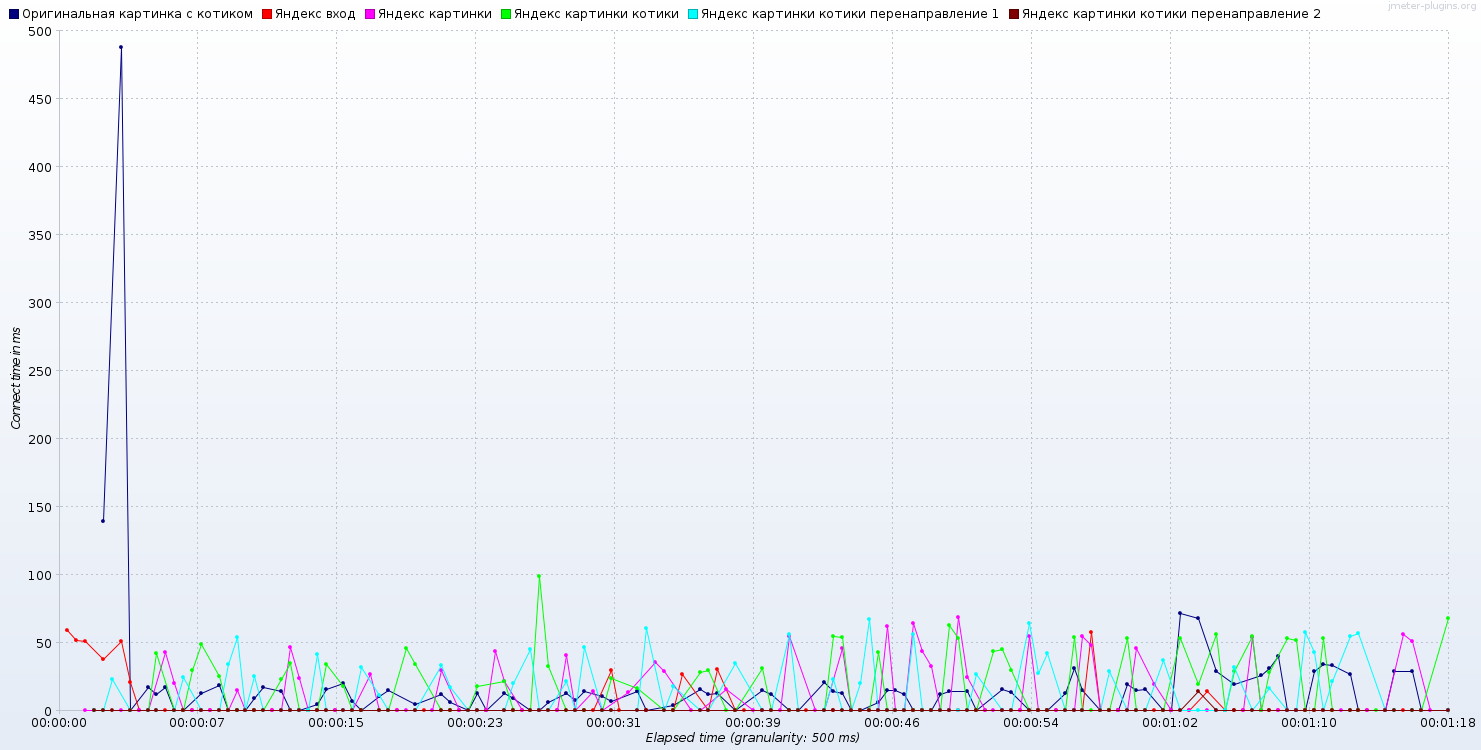 Оригинальная картинка с котиком Яндекс вход Яндекс картинки Яндекс картинки котики Яндекс картинки котики перенаправление 1 Яндекс картинки котики перенаправление 2
jmeter-plugins.org
500
450
400
350
300
250
200
150
100
50
0
Connect time in ms
00:00:00 00:00:07 00:00:15 00:00:23 00:00:31 00:00:39 00:00:46 00:00:54 00:01:02 00:01:10 00:01:18
Elapsed time (granularity: 500 ms)